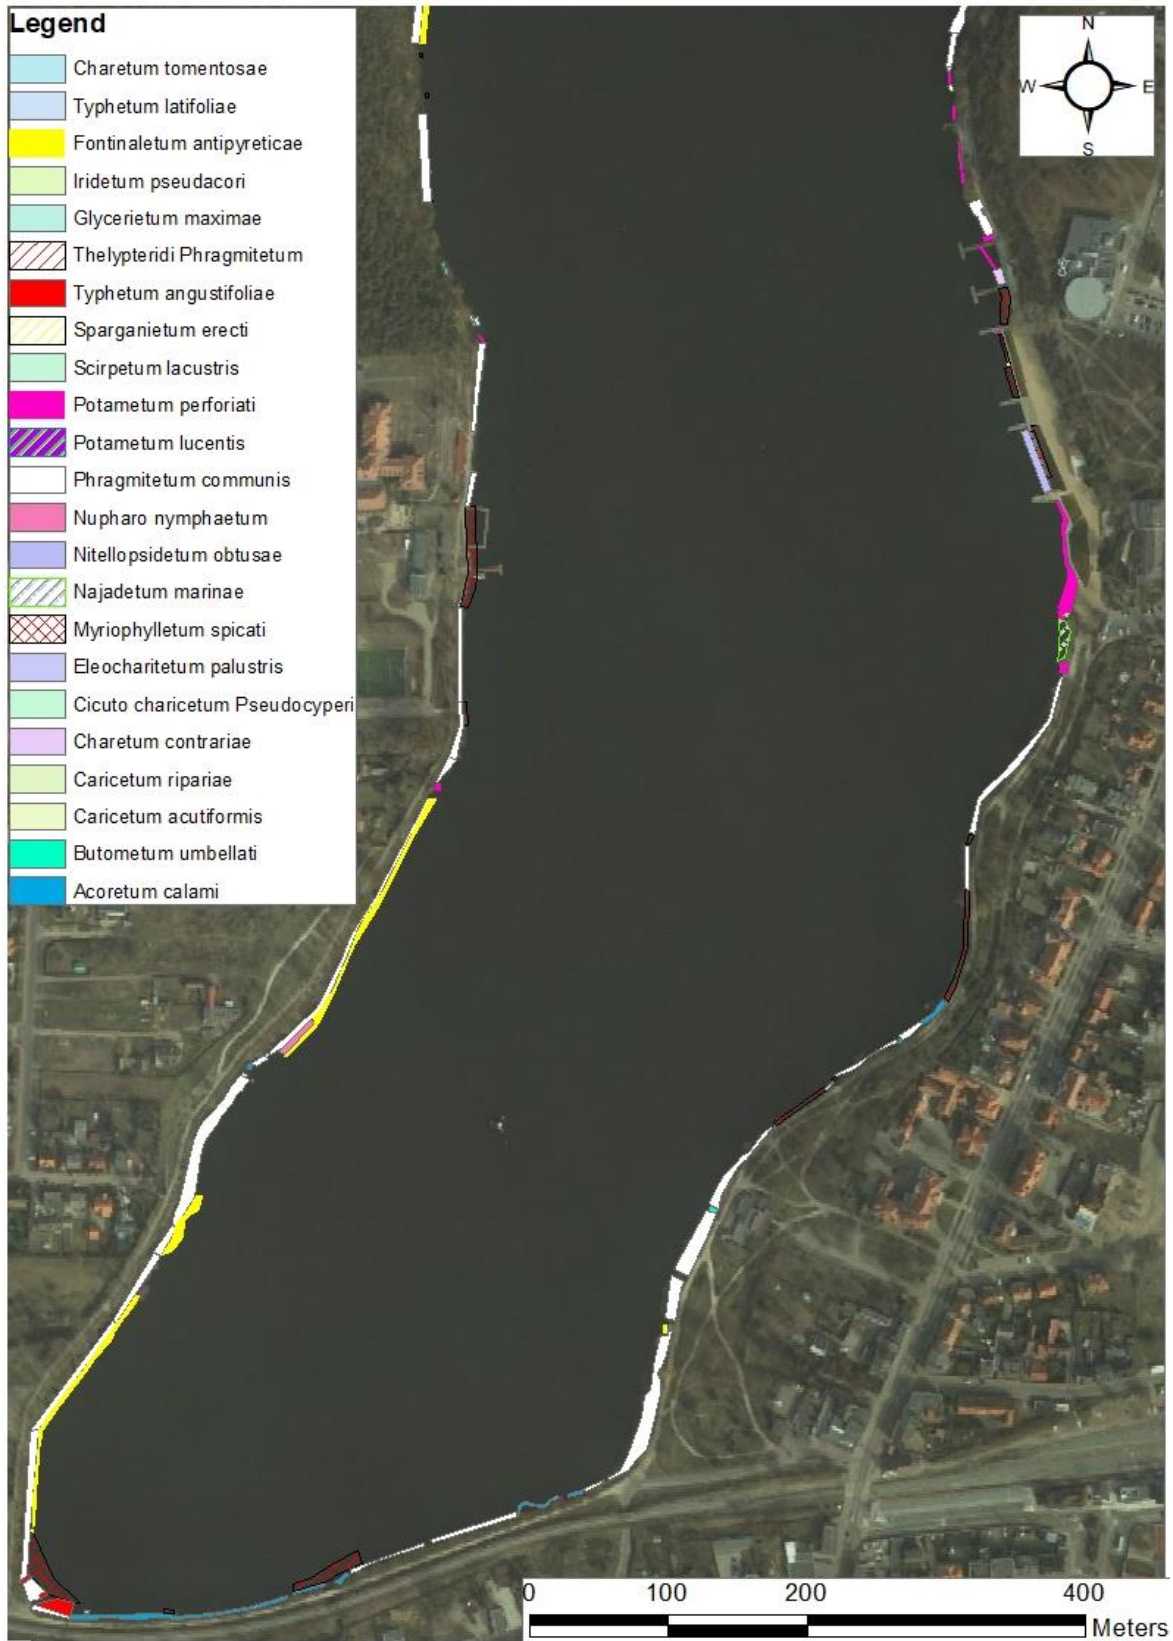 Legend
Charetum tomentosae
Typhetum latifoliae
Fontinaletum antipyreticae
Iridetum pseudacori
Glycerietum maximae
Thelypteridi Phragmitetum
Typhetum angustifoliae
Sparganietum erecti
Scirpetum lacustris
Potametum perforiati
Potametum lucentis
Phragmitetum communis
Nupharo nymphaetum
Nitellopsidetum obtusae
Najadetum marinae
Myriophylletum spicati
Eleocharitetum palustris
Cicuto charicetum Pseudocyperi
Charetum contrariae
Caricetum ripariae
Caricetum acutiformis
Butometum umbellati
Acoretum calami
N
W E
S
0 100 200 400
Meters